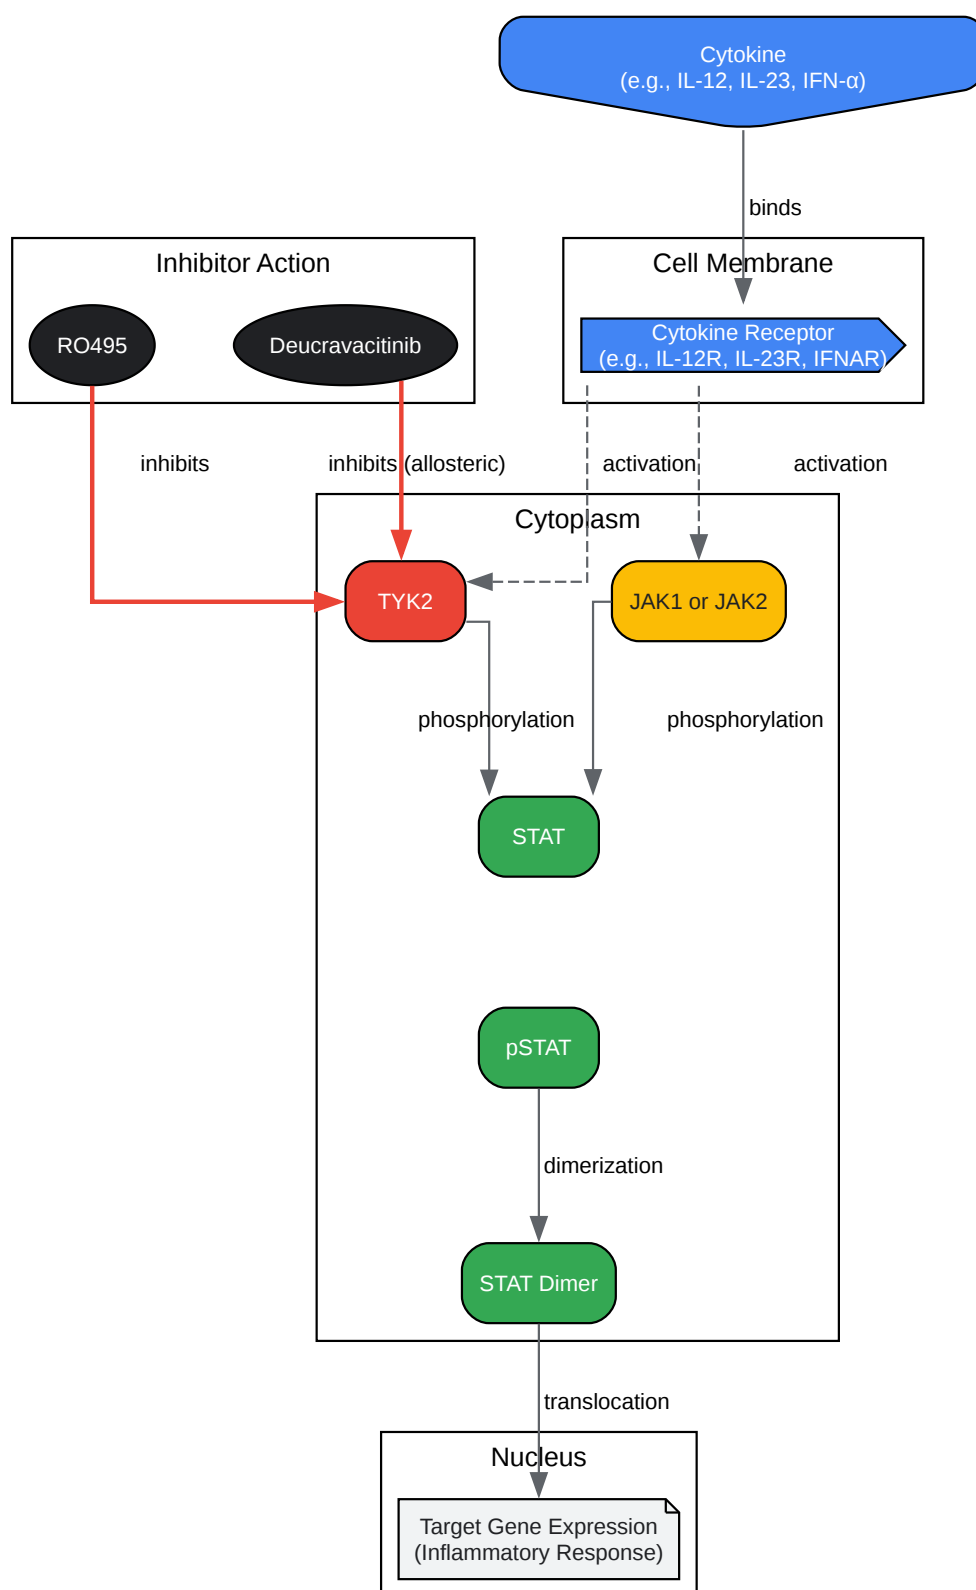 Cytokine
(e.g., IL-12, IL-23, IFN-α)
binds
Inhibitor Action
Cell Membrane
RO495
Deucravacitinib
Cytokine Receptor
(e.g., IL-12R, IL-23R, IFNAR)
inhibits
inhibits (allosteric)
activation
activation
Cytoplasm
TYK2
JAK1 or JAK2
phosphorylation
phosphorylation
STAT
pSTAT
dimerization
STAT Dimer
translocation
Nucleus
Target Gene Expression
(Inflammatory Response)